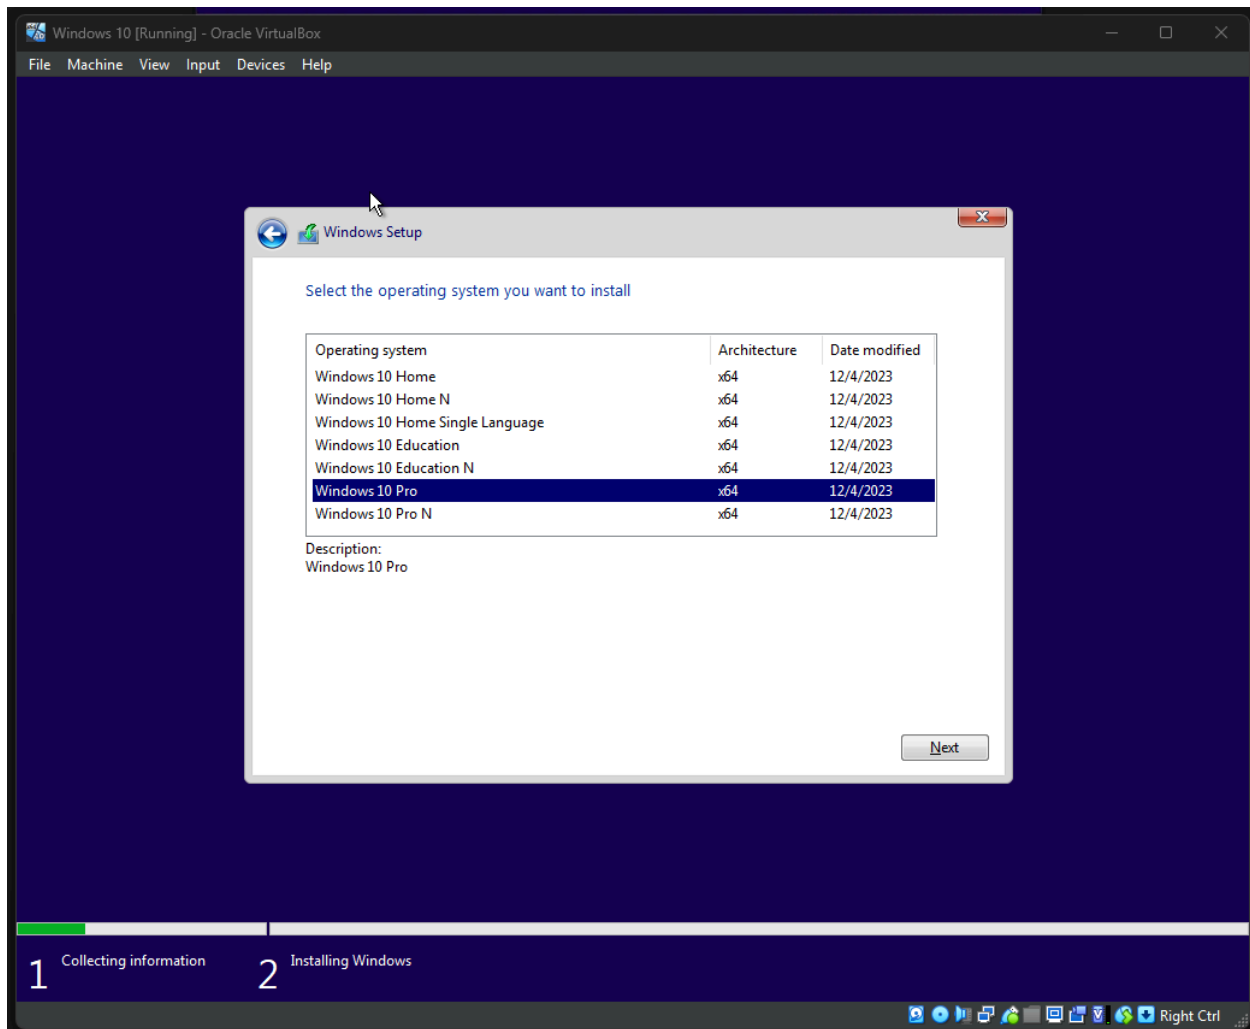 Windows 10 [Running] - Oracle VirtualBox
File Machine View Input Devices Help
Windows Setup
Select the operating system you want to install
Operating system Architecture Date modified
Windows 10 Home x64 12/4/2023
Windows 10 Home N x64 12/4/2023
Windows 10 Home Single Language x64 12/4/2023
Windows 10 Education x64 12/4/2023
Windows 10 Education N x64 12/4/2023
Windows 10 Pro x64 12/4/2023
Windows 10 Pro N x64 12/4/2023
Description:
Windows 10 Pro
Next
1 Collecting information 2 Installing Windows
Right Ctrl